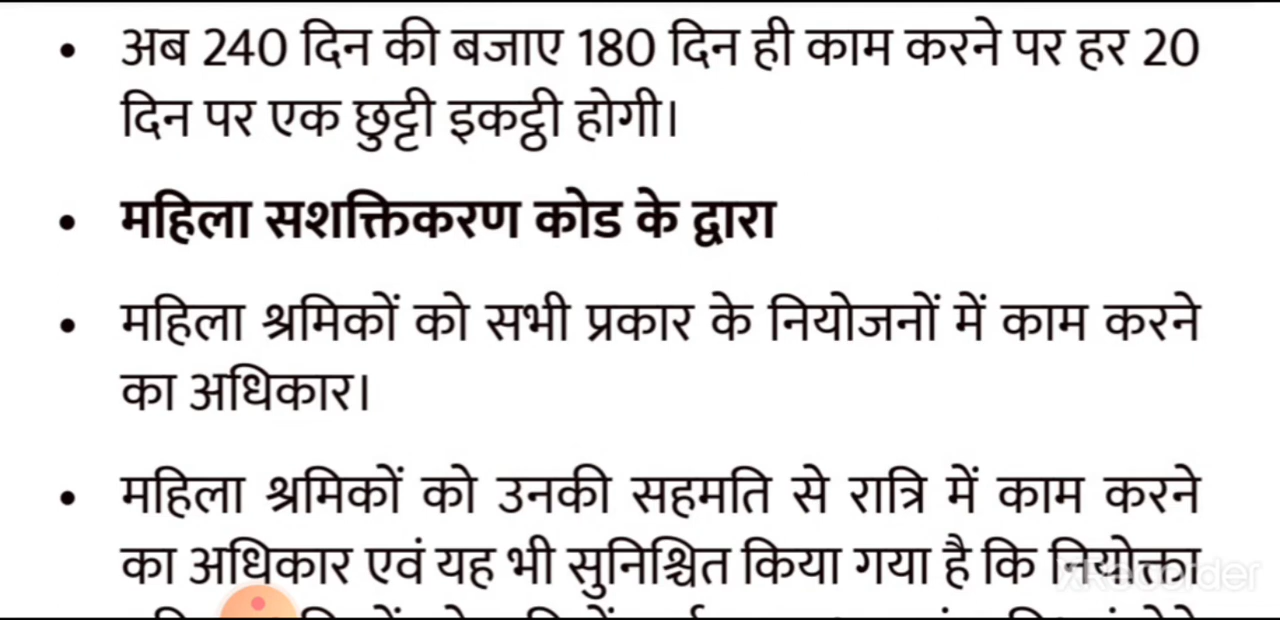 • अब 240 दिन की बजाए 180 दिन ही काम करने पर हर 20
दिन पर एक छुट्टी इकट्ठी होगी।
• महिला सशक्तिकरण कोड के द्वारा
• महिला श्रमिकों को सभी प्रकार के नियोजनों में काम करने
का अधिकार।
• महिला श्रमिकों को उनकी सहमति से रात्रि में काम करने
का अधिकार एवं यह भी सुनिश्चित किया गया है कि नियोक्ता
XRecorder